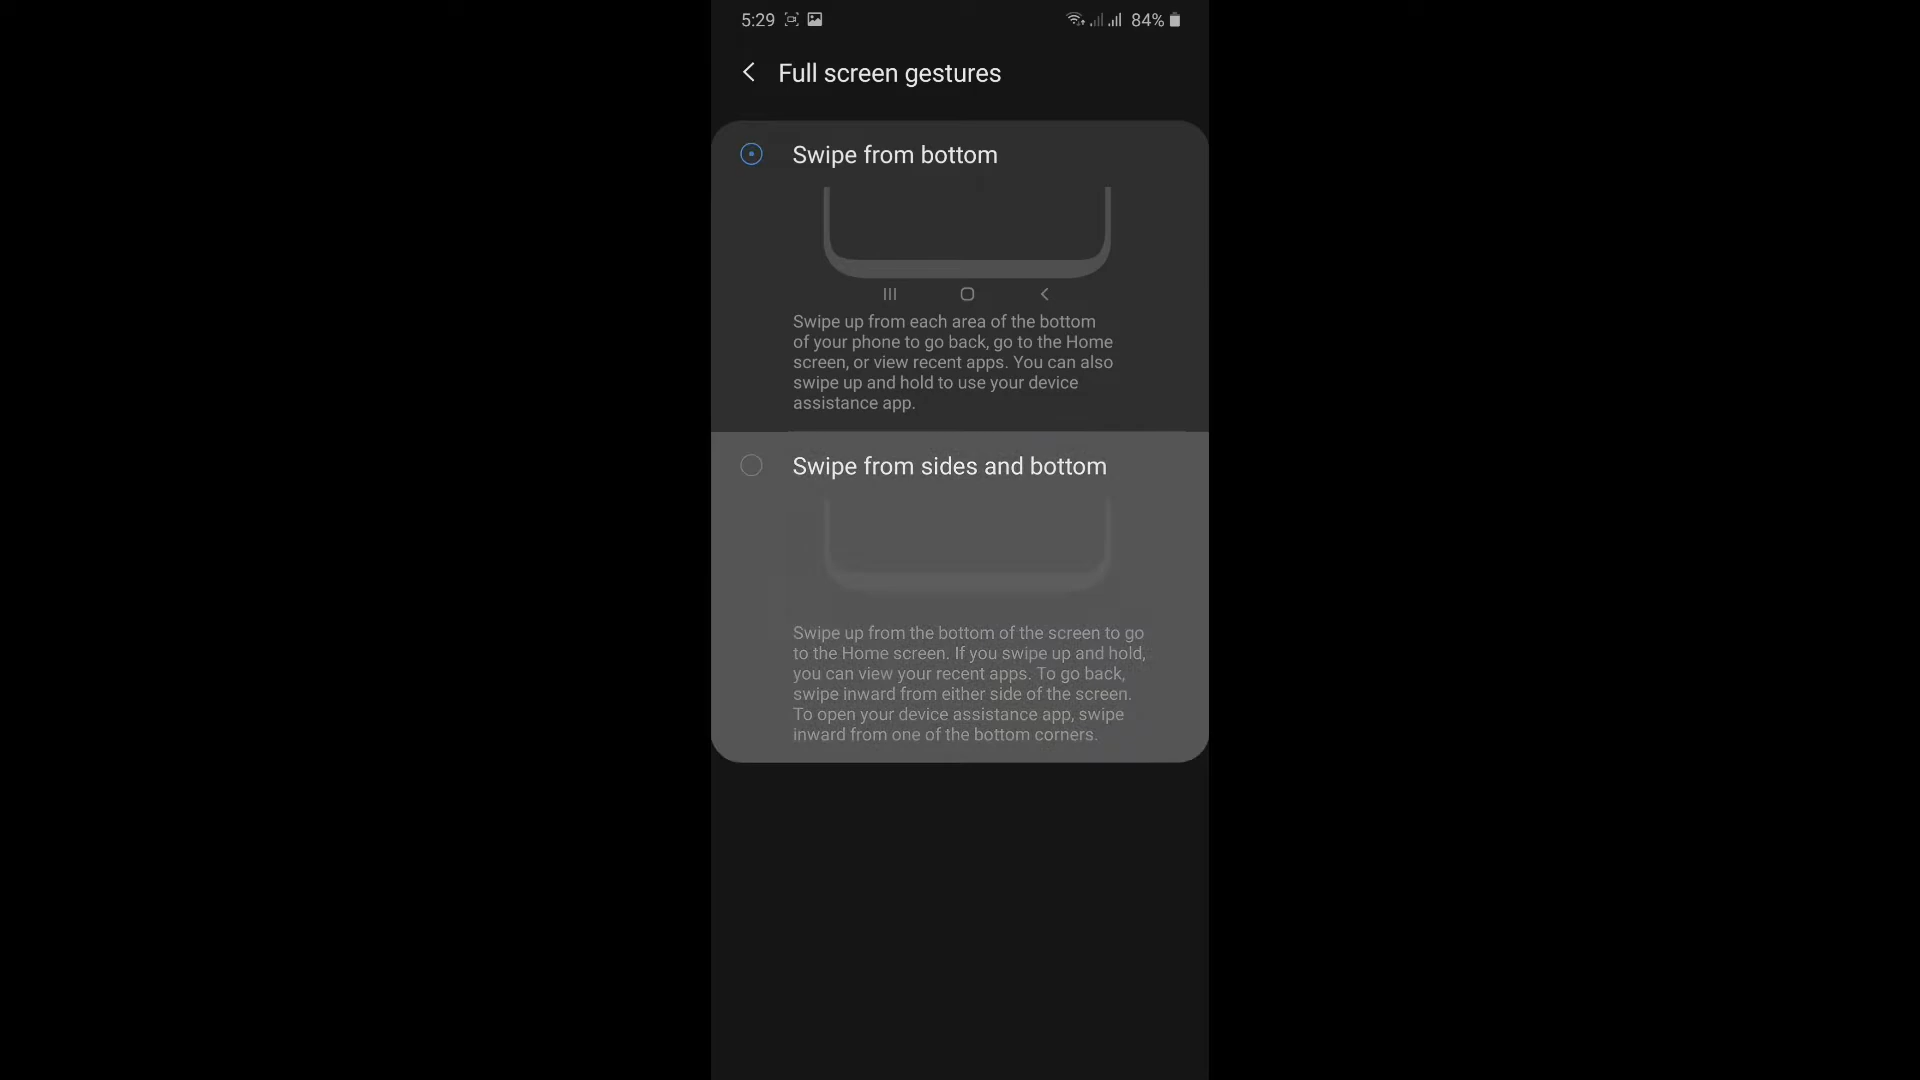 5:29 84%
Full screen gestures
Swipe from bottom
Swipe up from each area of the bottom
of your phone to go back, go to the Home
screen, or view recent apps. You can also
swipe up and hold to use your device
assistance app.
Swipe from sides and bottom
Swipe up from the bottom of the screen to go
to the Home screen. If you swipe up and hold,
you can view your recent apps. To go back,
swipe inward from either side of the screen.
To open your device assistance app, swipe
inward from one of the bottom corners.